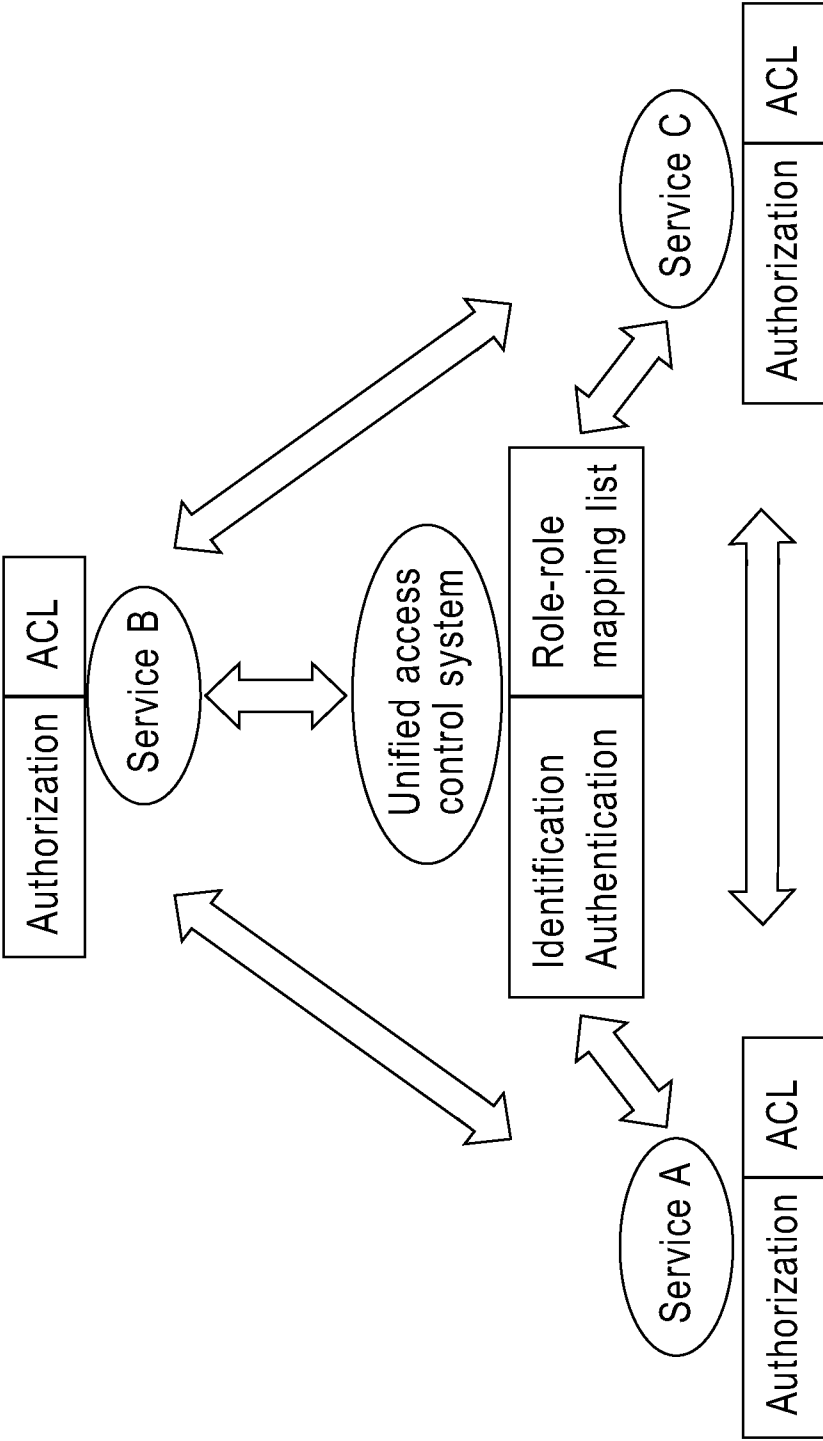 Authorization
ACL
Service B
Unified access
control system
Identification
Authentication
Role-role
mapping list
Service A
Authorization
ACL
Service C
Authorization
ACL